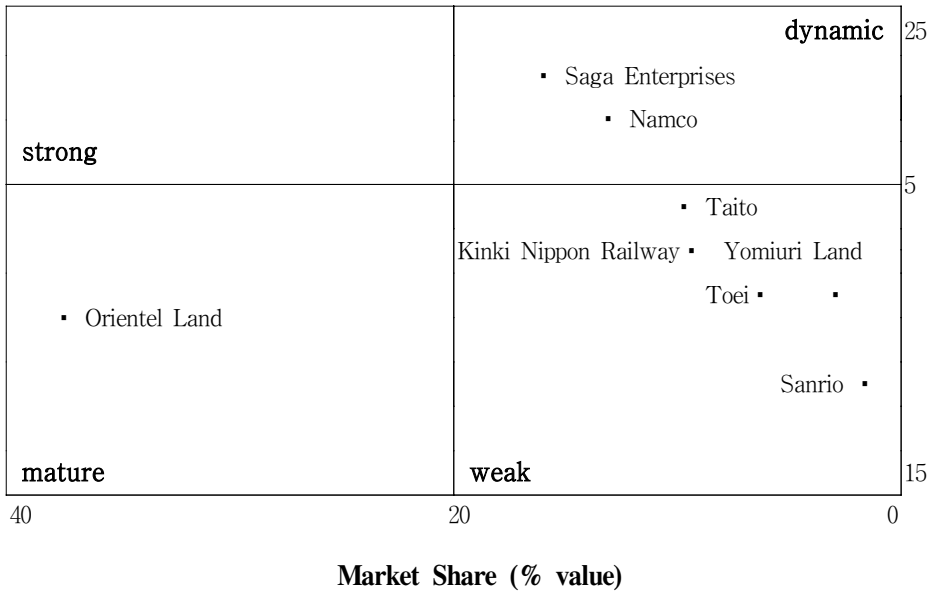 dynamic 25
Saga Enterprises
Namco
strong
5
Taito
Kinki Nippon Railway Yomiuri Land
Toei
Orientel Land
Sanrio
mature weak 15
40 20 0
Market Share (% value)